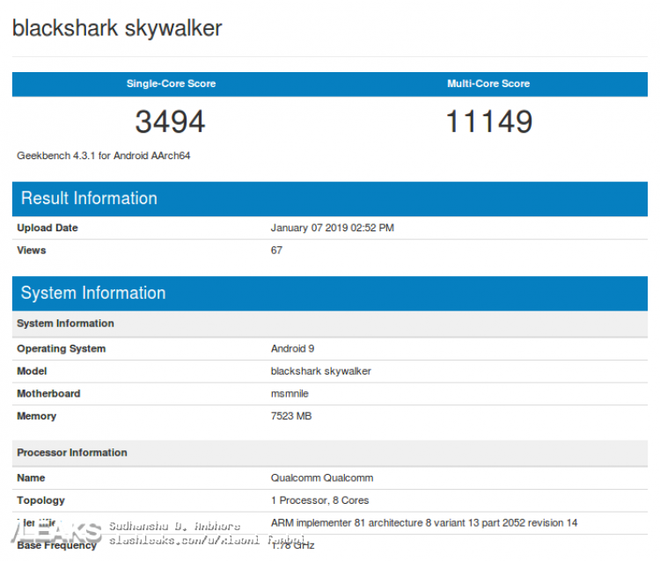 blackshark skywalker
Single-Core Score Multi-Core Score
3494 11149
Geekbench 4.3.1 for Android AArch64
Result Information
Upload Date January 07 2019 02:52 PM
Views 67
System Information
System Information
Operating System Android 9
Model blackshark skywalker
Motherboard msmnile
Memory 7523 MB
Processor Information
Name Qualcomm Qualcomm
Topology 1 Processor, 8 Cores
ARM implementer 81 architecture 8 variant 13 part 2052 revision 14
/LEAKS Sudhanshu D. Ambhore
slashleaks.com/u/xiaomi
Base Frequency 1.78 GHz